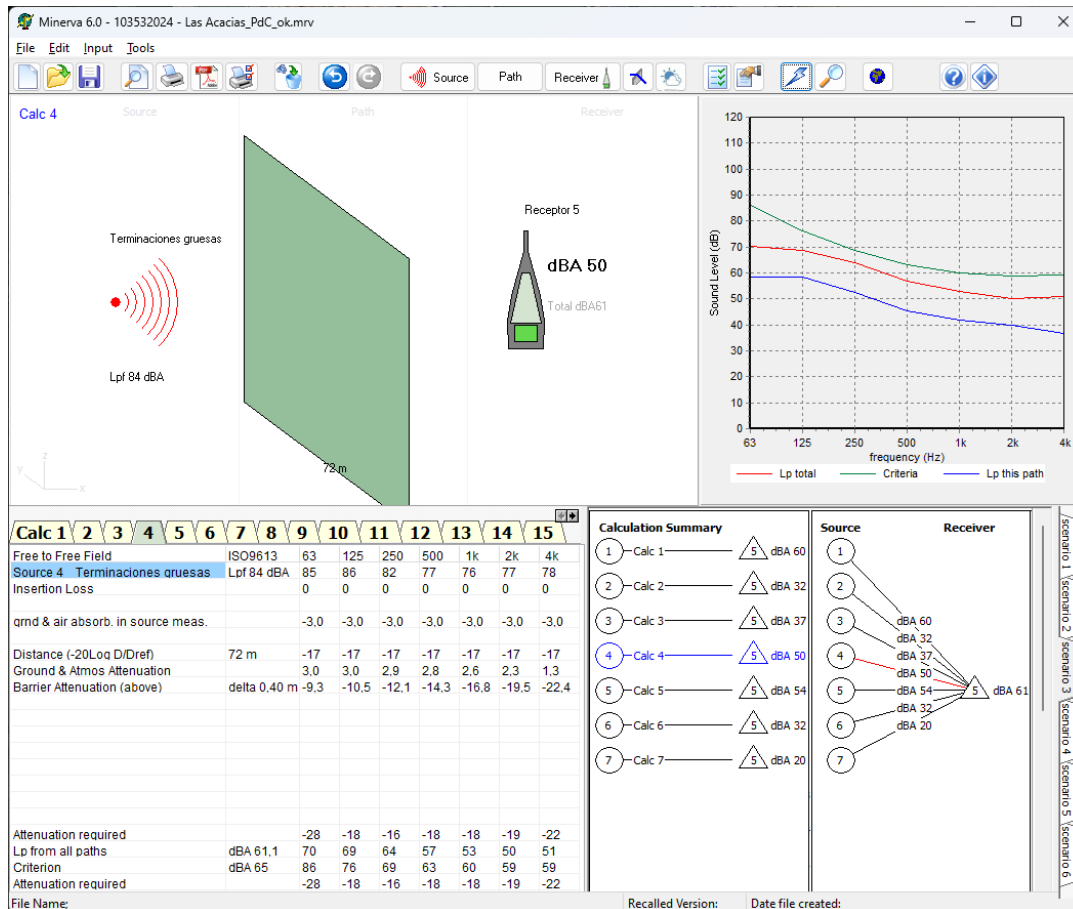 Minerva 6.0 - 103532024 - Las Acacias_PdC_ok.mrv
File Edit Input Tools
Source Path Receiver
Calc 4 Source Path Receiver
Receptor 5
Terminaciones gruesas
dBA 50
Total dBA61
Lpf 84 dBA
72 m
z
y
x
120
110
100
90
80
70
60
50
40
30
20
10
0
Sound Level (dB)
63 125 250 500 1k 2k 4k
frequency (Hz)
Lp total Criteria Lp this path
Calc 1 2 3 4 5 6 7 8 9 10 11 12 13 14 15
Free to Free Field ISO9613 63 125 250 500 1k 2k 4k
Source 4 Terminaciones gruesas Lpf 84 dBA 85 86 82 77 76 77 78
Insertion Loss 0 0 0 0 0 0 0
grnd & air absorb. in source meas. -3,0 -3,0 -3,0 -3,0 -3,0 -3,0 -3,0
Distance (-20Log D/Dref) 72 m -17 -17 -17 -17 -17 -17 -17
Ground & Atmos Attenuation 3,0 3,0 2,9 2,8 2,6 2,3 1,3
Barrier Attenuation (above) delta 0,40 m -9,3 -10,5 -12,1 -14,3 -16,8 -19,5 -22,4
Attenuation required -28 -18 -16 -18 -18 -19 -22
Lp from all paths dBA 61,1 70 69 64 57 53 50 51
Criterion dBA 65 86 76 69 63 60 59 59
Attenuation required -28 -18 -16 -18 -18 -19 -22
Calculation Summary
1 Calc 1 5 dBA 60
2 Calc 2 5 dBA 32
3 Calc 3 5 dBA 37
4 Calc 4 5 dBA 50
5 Calc 5 5 dBA 54
6 Calc 6 5 dBA 32
7 Calc 7 5 dBA 20
Source Receiver
1
2
3
4
5
6
7
dBA 60
dBA 32
dBA 37
dBA 50
dBA 54
dBA 32
dBA 20
5 dBA 61
scenario 1
scenario 2
scenario 3
scenario 4
scenario 5
scenario 6
File Name; Recalled Version: Date file created: